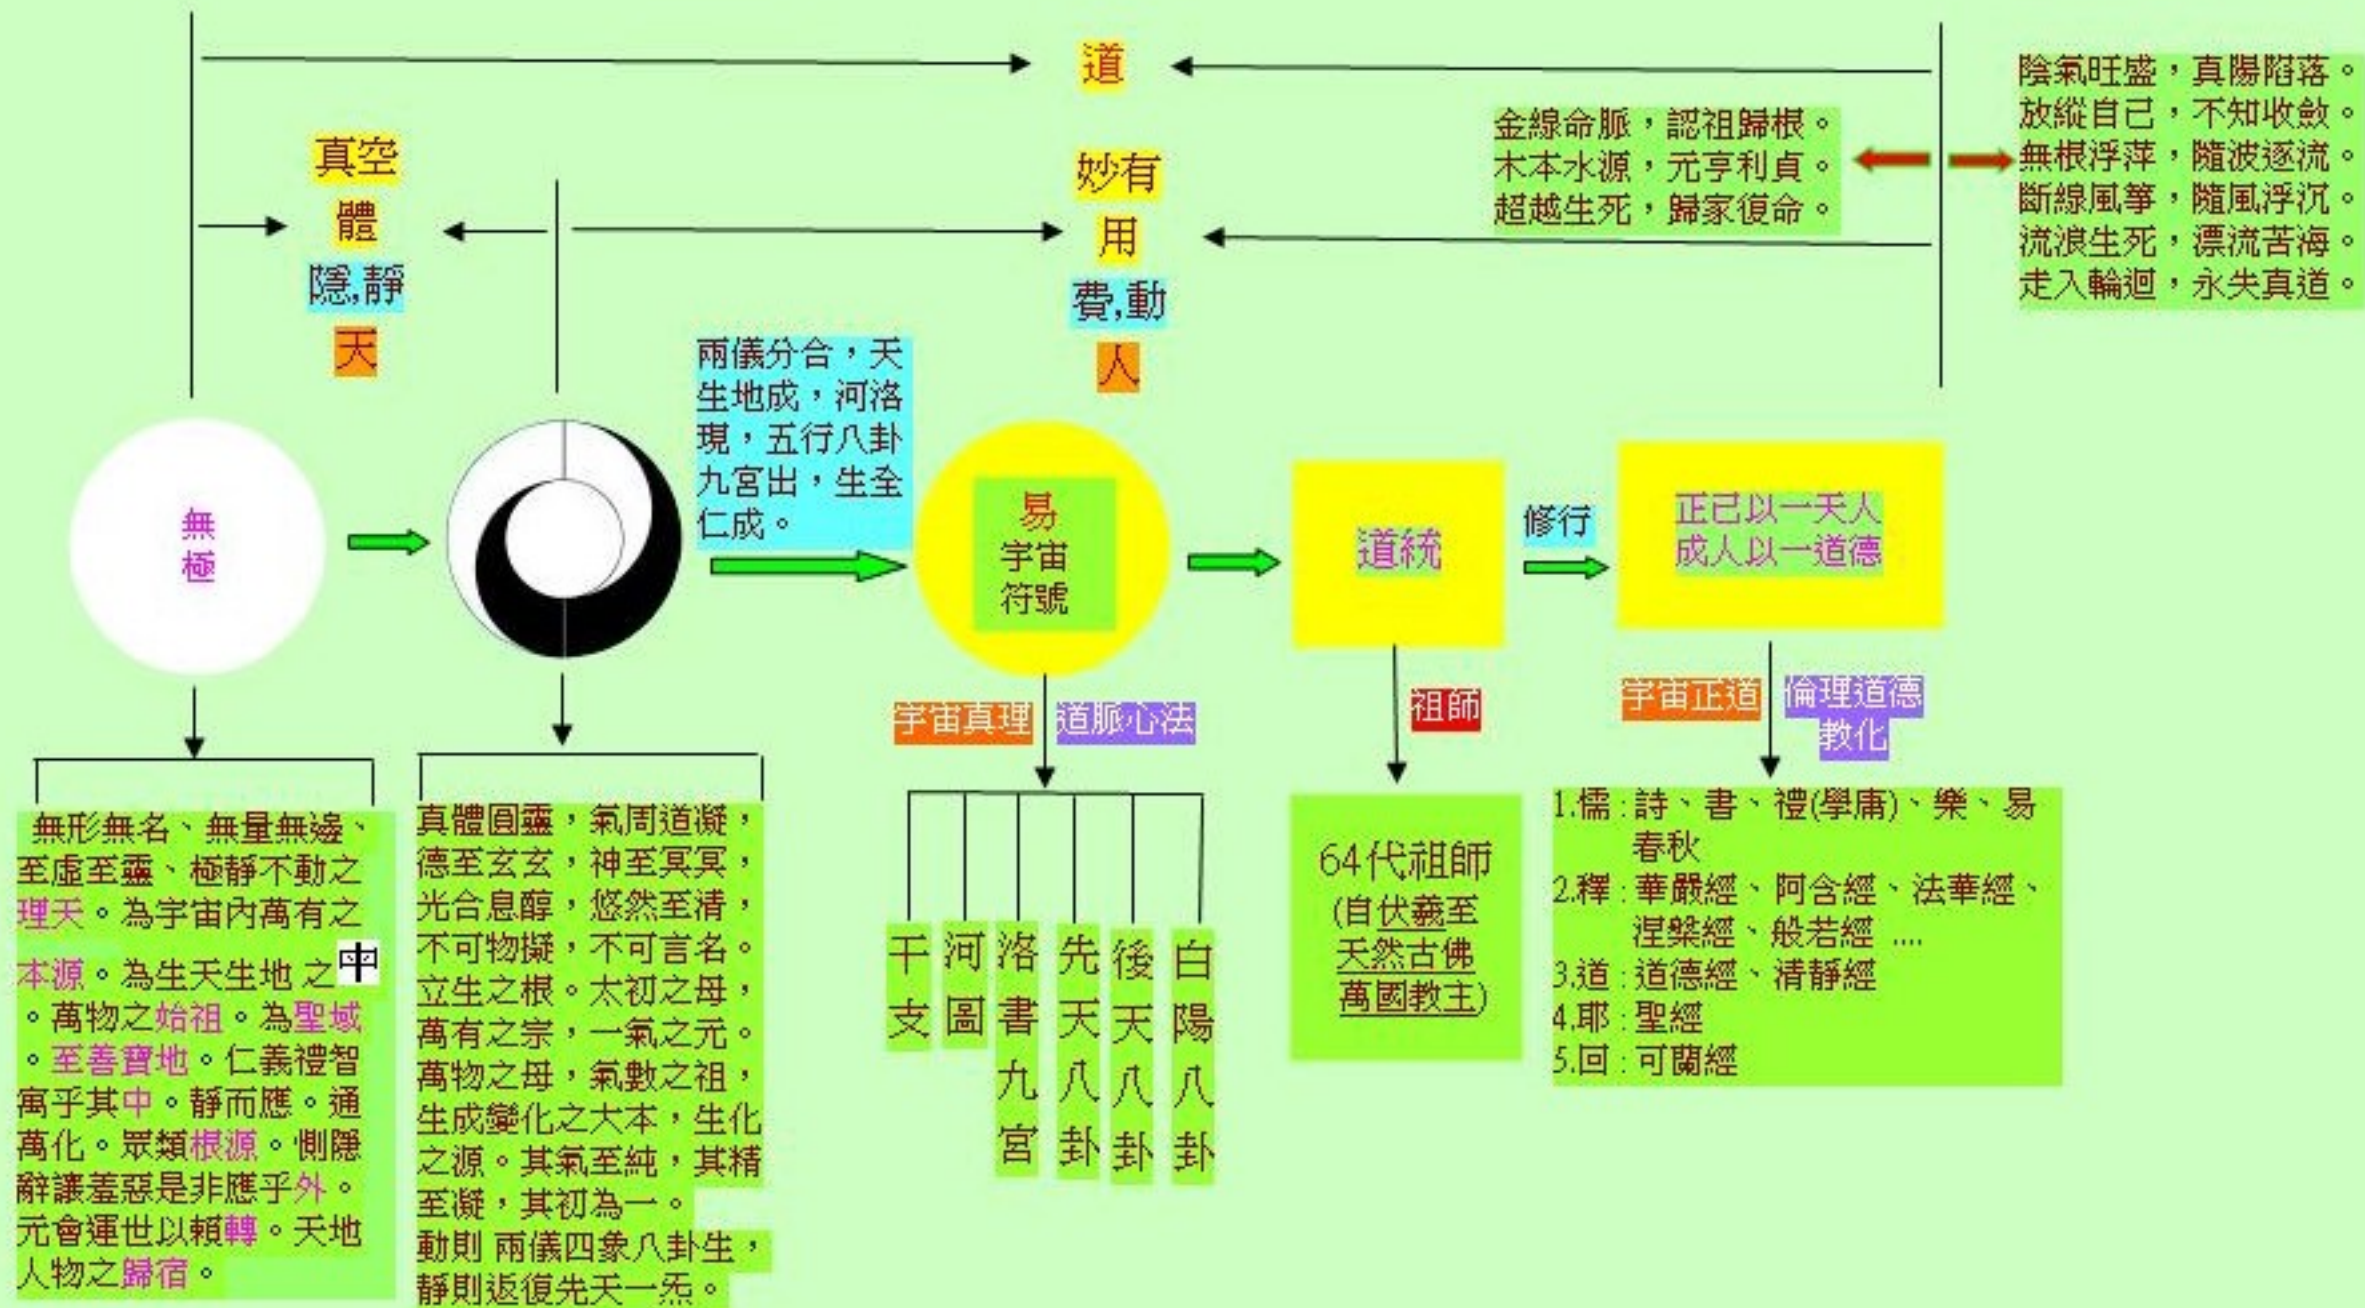 道
真空
體
隱,靜
天
妙有
用
費,動
人
金線命脈，認祖歸根。
木本水源，元亨利貞。
超越生死，歸家復命。
陰氣旺盛，真陽陷落。
放縱自己，不知收斂。
無根浮萍，隨波逐流。
斷線風箏，隨風浮沉。
流浪生死，漂流苦海。
走入輪迴，永失真道。
無
極
兩儀分合，天
生地成，河洛
現，五行八卦
九宮出，生全
仁成。
易
宇宙
符號
道統
修行
正己以一天人
成人以一道德
宇宙真理
道脈心法
祖師
宇宙正道
倫理道德
教化
無形無名、無量無邊、
至虛至靈、極靜不動之
理天。為宇宙內萬有之
本源。為生天生地 之中
。萬物之始祖。為聖域
。至善寶地。仁義禮智
寓乎其中。靜而應。通
萬化。眾類根源。惻隱
辭讓羞惡是非應乎外。
元會運世以賴轉。天地
人物之歸宿。
真體圓靈，氣周道凝，
德至玄玄，神至冥冥，
光合息醇，悠然至清，
不可物擬，不可言名。
立生之根。太初之母，
萬有之宗，一氣之元。
萬物之母，氣數之祖，
生成變化之大本，生化
之源。其氣至純，其精
至凝，其初為一。
動則 兩儀四象八卦生，
靜則返復先天一炁。
干支
河圖
洛書九宮
先天八卦
後天八卦
白陽八卦
64代祖師
(自伏羲至
天然古佛
萬國教主)
1.儒：詩、書、禮(學庸)、樂、易
春秋
2.釋：華嚴經、阿含經、法華經、
涅槃經、般若經 ....
3.道：道德經、清靜經
4.耶：聖經
5.回：可蘭經